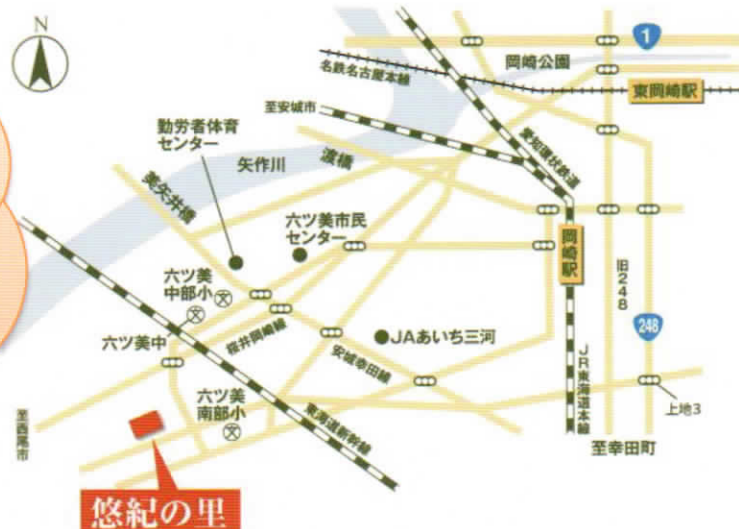 N
1
岡崎公園
名鉄名古屋本線
東岡崎駅
至安城市
勤労者体育
センター
矢作川
渡橋
愛知環状鉄道
美矢井橋
六ツ美市民
センター
岡崎駅
旧248
248
六ツ美
中部小
文
桜井岡崎線
JAあいち三河
六ツ美中
安城幸田線
JR東海道本線
上地3
六ツ美
南部小
文
東海道新幹線
至西尾市
至幸田町
悠紀の里